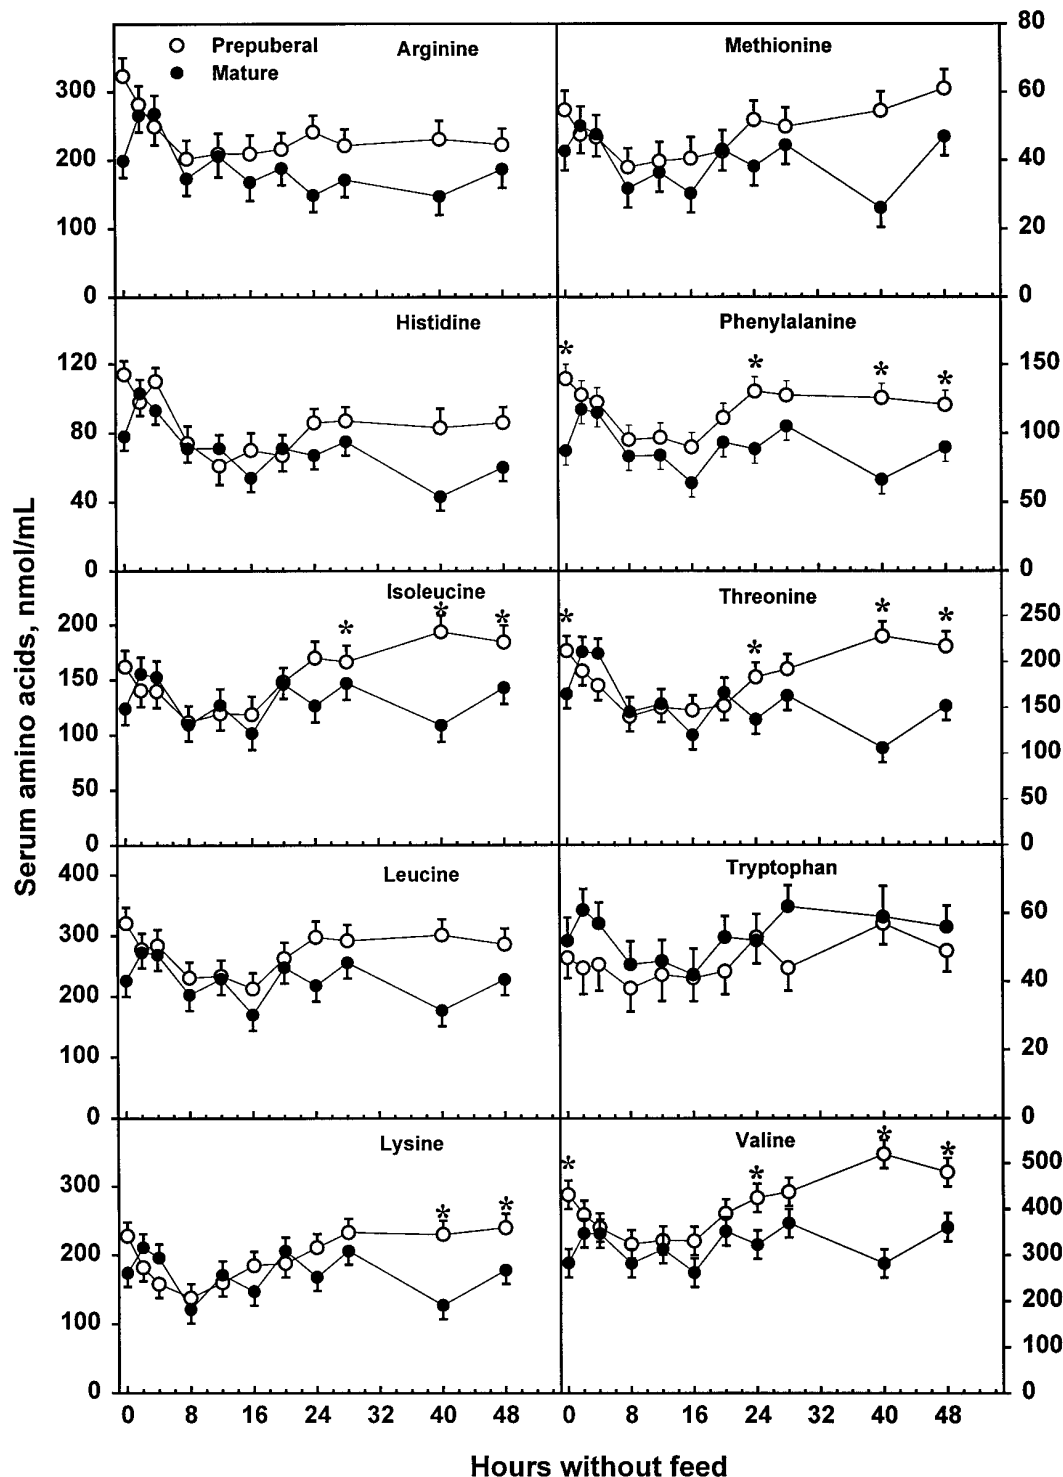 Prepuberal
Mature
Arginine
300
200
100
0
Methionine
80
60
40
20
0
Histidine
120
80
40
0
Phenylalanine
* * * *
150
100
50
0
Isoleucine
* * *
200
150
100
50
0
Threonine
* * * *
250
200
150
100
50
0
Leucine
400
300
200
100
0
Tryptophan
60
40
20
0
Lysine
* *
300
200
100
0
Valine
* * * *
500
400
300
200
100
0
0 8 16 24 32 40 48
0 8 16 24 32 40 48
Serum amino acids, nmol/mL
Hours without feed